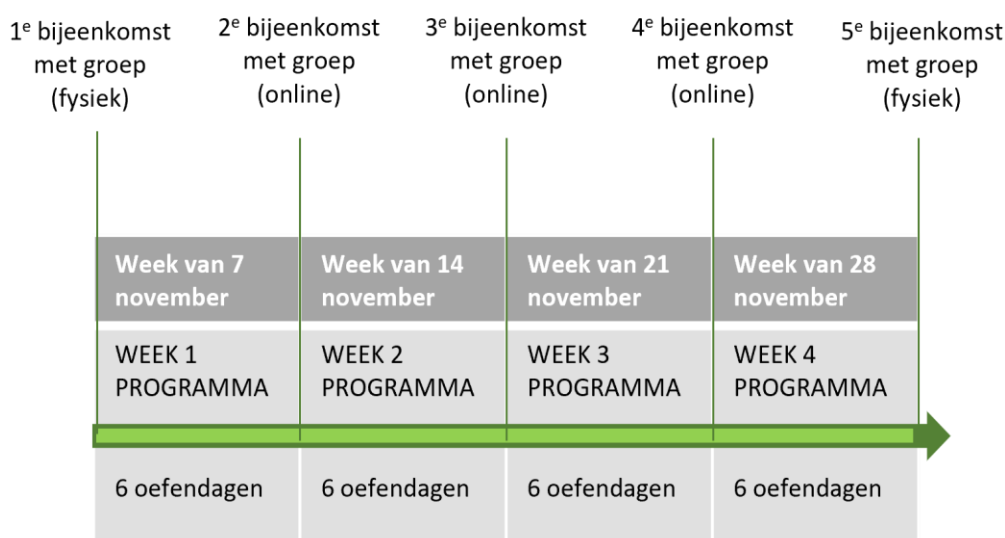 1e bijeenkomst
met groep
(fysiek)
2e bijeenkomst
met groep
(online)
3e bijeenkomst
met groep
(online)
4e bijeenkomst
met groep
(online)
5e bijeenkomst
met groep
(fysiek)
Week van 7
november
Week van 14
november
Week van 21
november
Week van 28
november
WEEK 1
PROGRAMMA
WEEK 2
PROGRAMMA
WEEK 3
PROGRAMMA
WEEK 4
PROGRAMMA
6 oefendagen
6 oefendagen
6 oefendagen
6 oefendagen